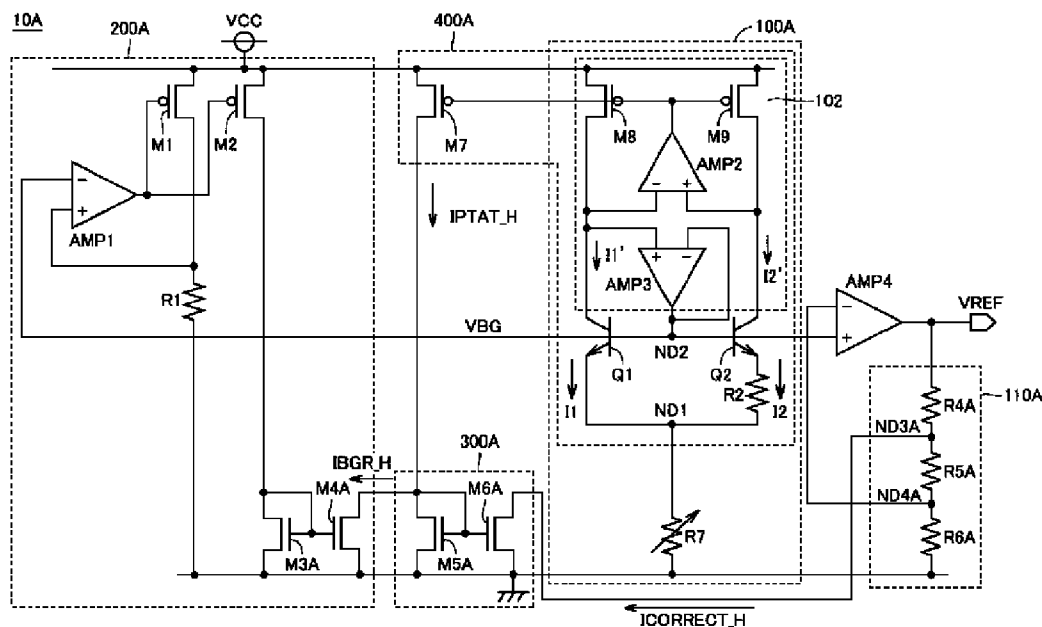 10A
200A
VCC
400A
100A
M1
M2
M7
M8
M9
102
AMP2
-
+
-
+
AMP1
IPTAT_H
+
-
I1'
AMP3
I2'
AMP4
-
+
VREF
R1
VBG
ND2
Q1
Q2
R2
I1
I2
ND1
110A
R4A
ND3A
R5A
ND4A
R6A
300A
IBGR_H
M4A
M6A
M3A
M5A
R7
ICORRECT_H